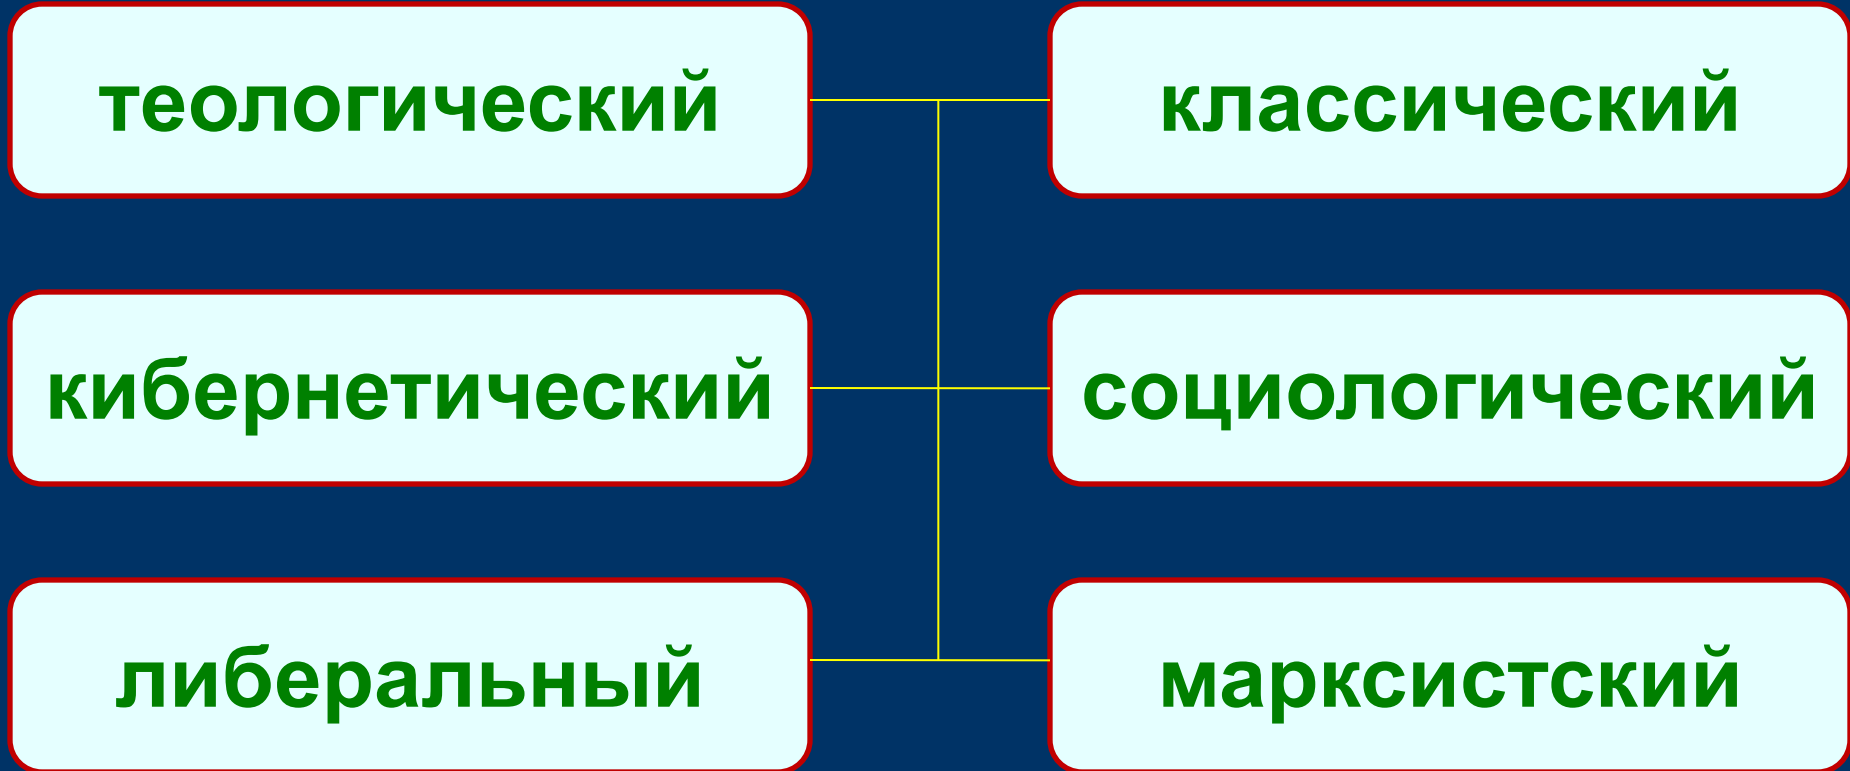 теологический
классический
кибернетический
социологический
либеральный
марксистский